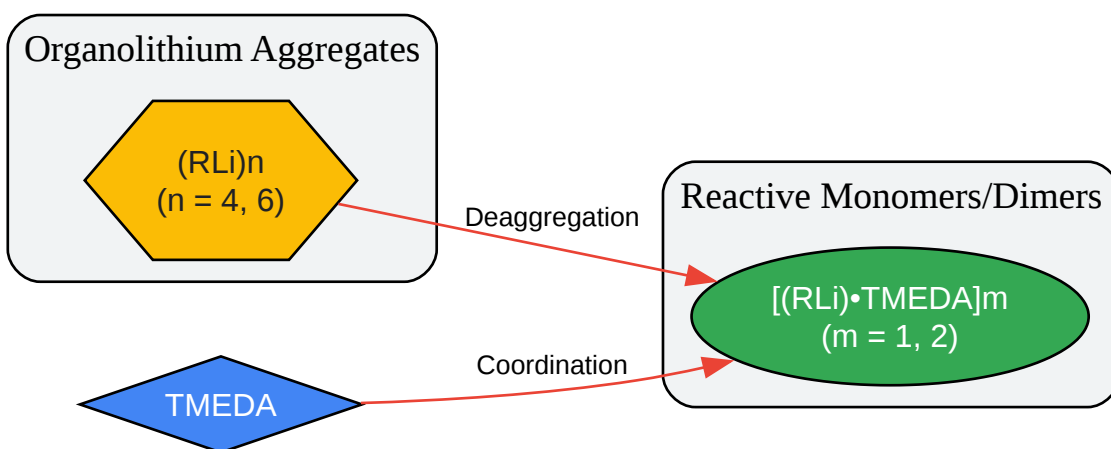 Organolithium Aggregates
(RLi)n
(n = 4, 6)
Deaggregation
Reactive Monomers/Dimers
[(RLi)•TMEDA]m
(m = 1, 2)
Coordination
TMEDA